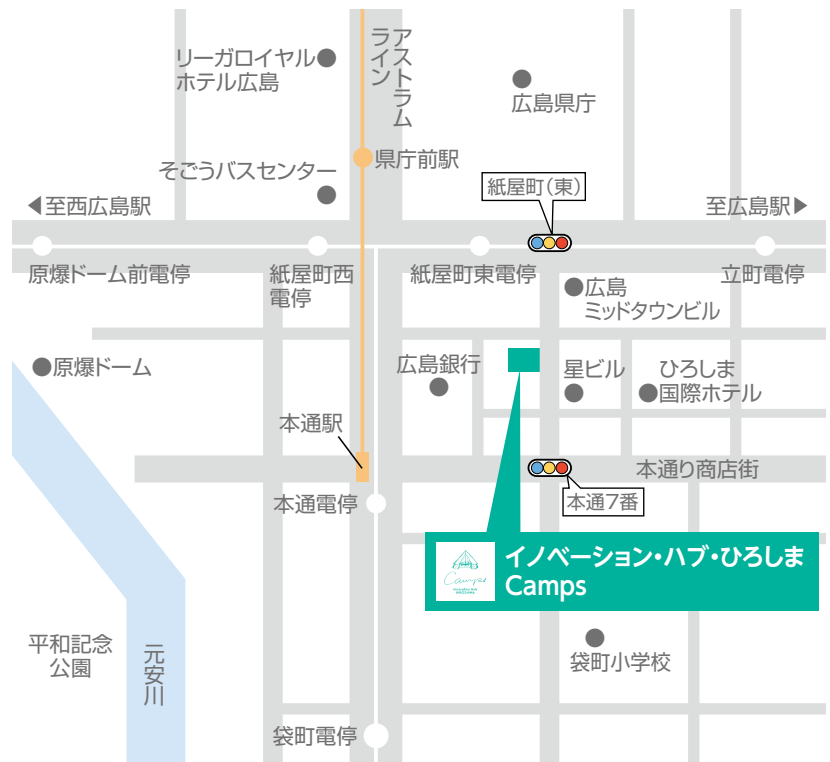 リーガロイヤル
ホテル広島
アストラム
ライン
広島県庁
県庁前駅
そごうバスセンター
紙屋町(東)
◀至西広島駅
至広島駅▶
原爆ドーム前電停
紙屋町西
電停
紙屋町東電停
立町電停
広島
ミッドタウンビル
原爆ドーム
広島銀行
星ビル
ひろしま
国際ホテル
本通駅
本通り商店街
本通電停
本通7番
イノベーション・ハブ・ひろしま
Camps
Camps
袋町小学校
平和記念
公園
元安川
袋町電停